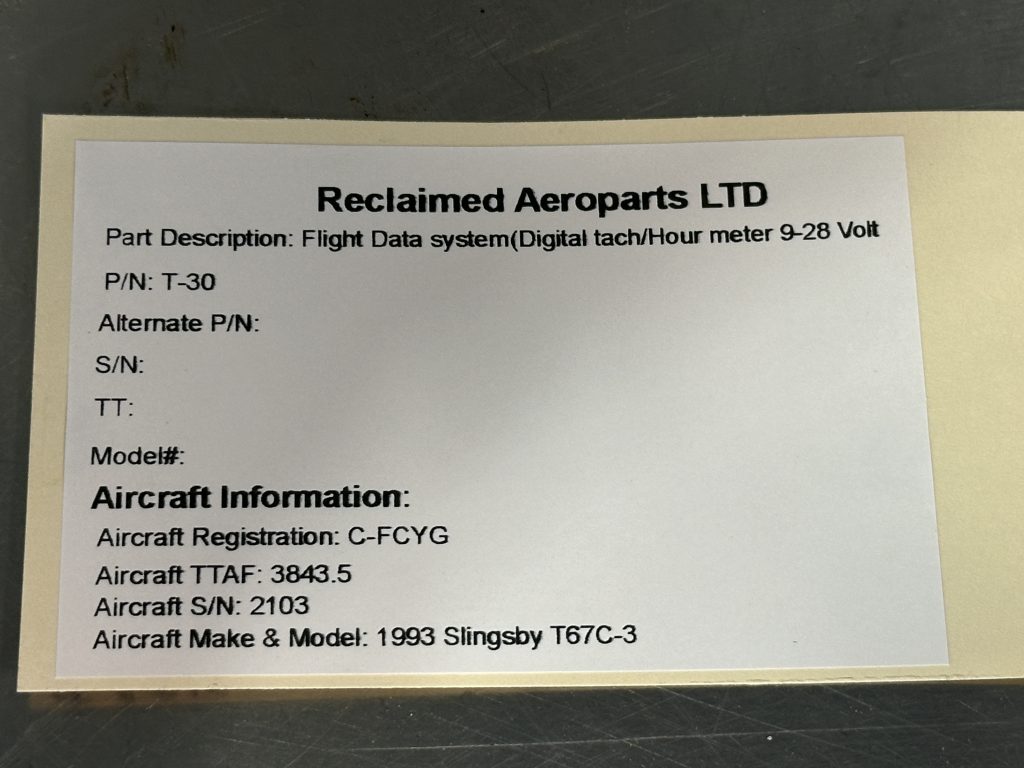 Reclaimed Aeroparts LTD
Part Description: Flight Data system(Digital tach/Hour meter 9-28 Volt
P/N: T-30
Alternate P/N:
S/N:
TT:
Model#:
Aircraft Information:
Aircraft Registration: C-FCYG
Aircraft TTAF: 3843.5
Aircraft S/N: 2103
Aircraft Make & Model: 1993 Slingsby T67C-3